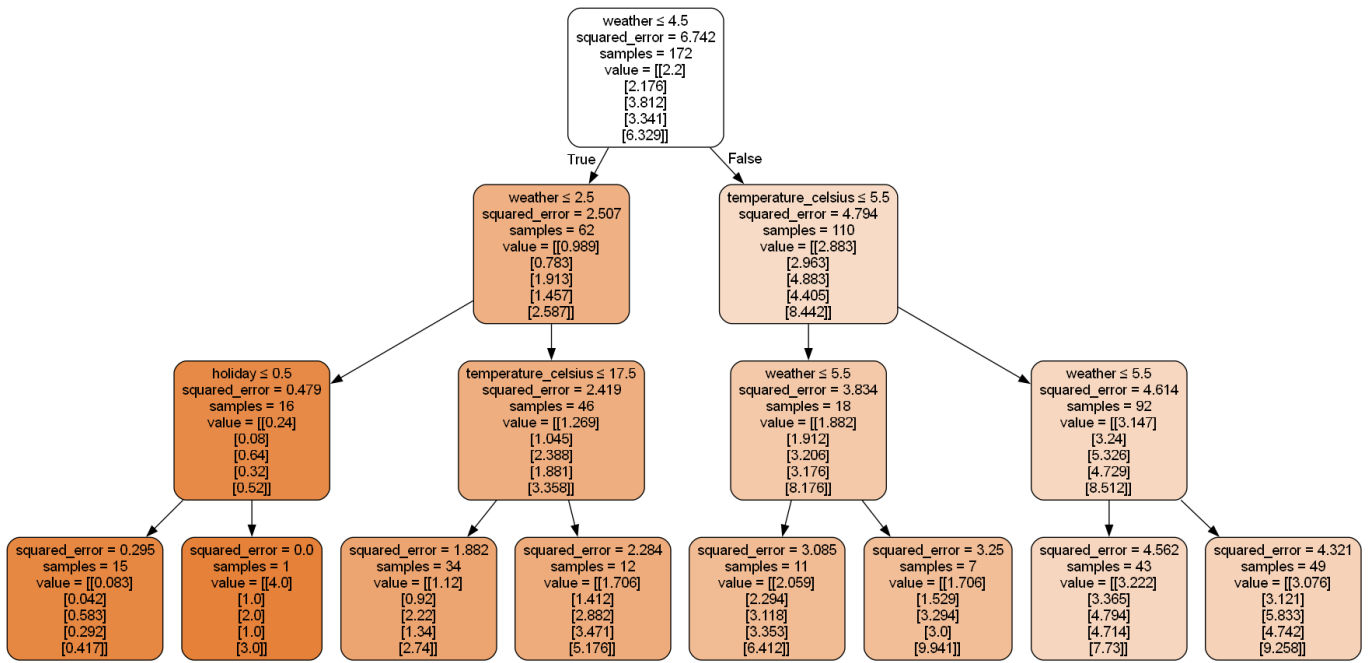 weather ≤ 4.5
squared_error = 6.742
samples = 172
value = [[2.2]
[2.176]
[3.812]
[3.341]
[6.329]]
True
False
weather ≤ 2.5
squared_error = 2.507
samples = 62
value = [[0.989]
[0.783]
[1.913]
[1.457]
[2.587]]
temperature_celsius ≤ 5.5
squared_error = 4.794
samples = 110
value = [[2.883]
[2.963]
[4.883]
[4.405]
[8.442]]
holiday ≤ 0.5
squared_error = 0.479
samples = 16
value = [[0.24]
[0.08]
[0.64]
[0.32]
[0.52]]
temperature_celsius ≤ 17.5
squared_error = 2.419
samples = 46
value = [[1.269]
[1.045]
[2.388]
[1.881]
[3.358]]
weather ≤ 5.5
squared_error = 3.834
samples = 18
value = [[1.882]
[1.912]
[3.206]
[3.176]
[8.176]]
weather ≤ 5.5
squared_error = 4.614
samples = 92
value = [[3.147]
[3.24]
[5.326]
[4.729]
[8.512]]
squared_error = 0.295
samples = 15
value = [[0.083]
[0.042]
[0.583]
[0.292]
[0.417]]
squared_error = 0.0
samples = 1
value = [[4.0]
[1.0]
[2.0]
[1.0]
[3.0]]
squared_error = 1.882
samples = 34
value = [[1.12]
[0.92]
[2.22]
[1.34]
[2.74]]
squared_error = 2.284
samples = 12
value = [[1.706]
[1.412]
[2.882]
[3.471]
[5.176]]
squared_error = 3.085
samples = 11
value = [[2.059]
[2.294]
[3.118]
[3.353]
[6.412]]
squared_error = 3.25
samples = 7
value = [[1.706]
[1.529]
[3.294]
[3.0]
[9.941]]
squared_error = 4.562
samples = 43
value = [[3.222]
[3.365]
[4.794]
[4.714]
[7.73]]
squared_error = 4.321
samples = 49
value = [[3.076]
[3.121]
[5.833]
[4.742]
[9.258]]